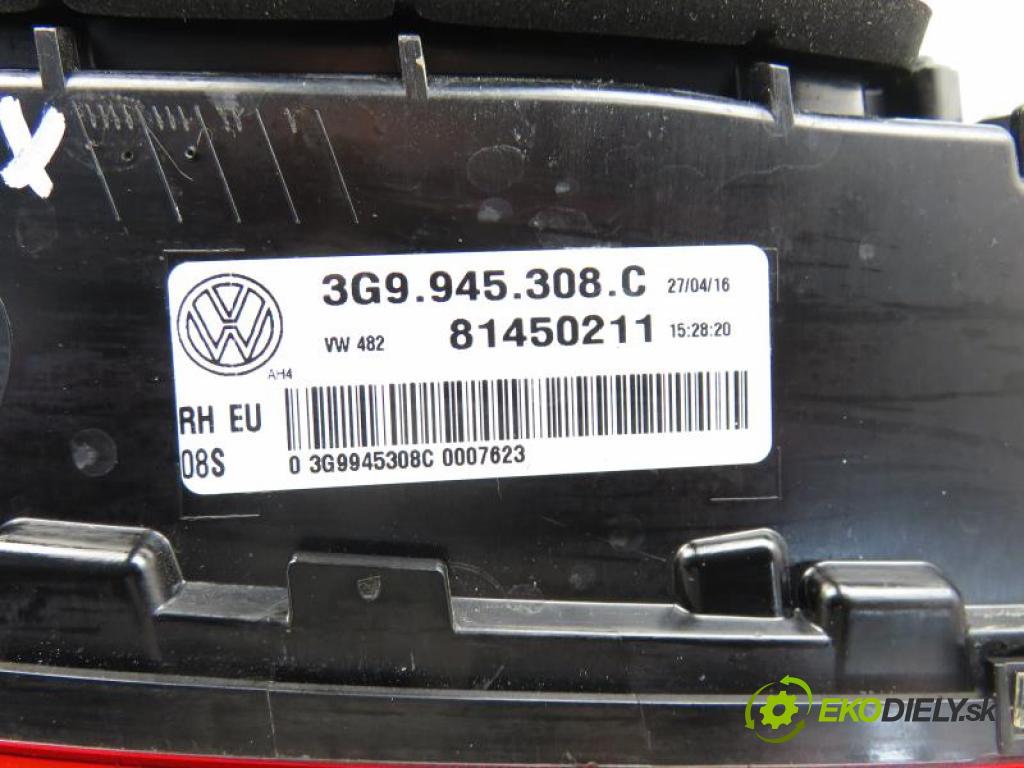 X
3G9.945.308.C 27/04/16
VW 482 81450211 15:28:20
AH4
RH EU
08S
0 3G9945308C 0007623
EKODIELY.sk